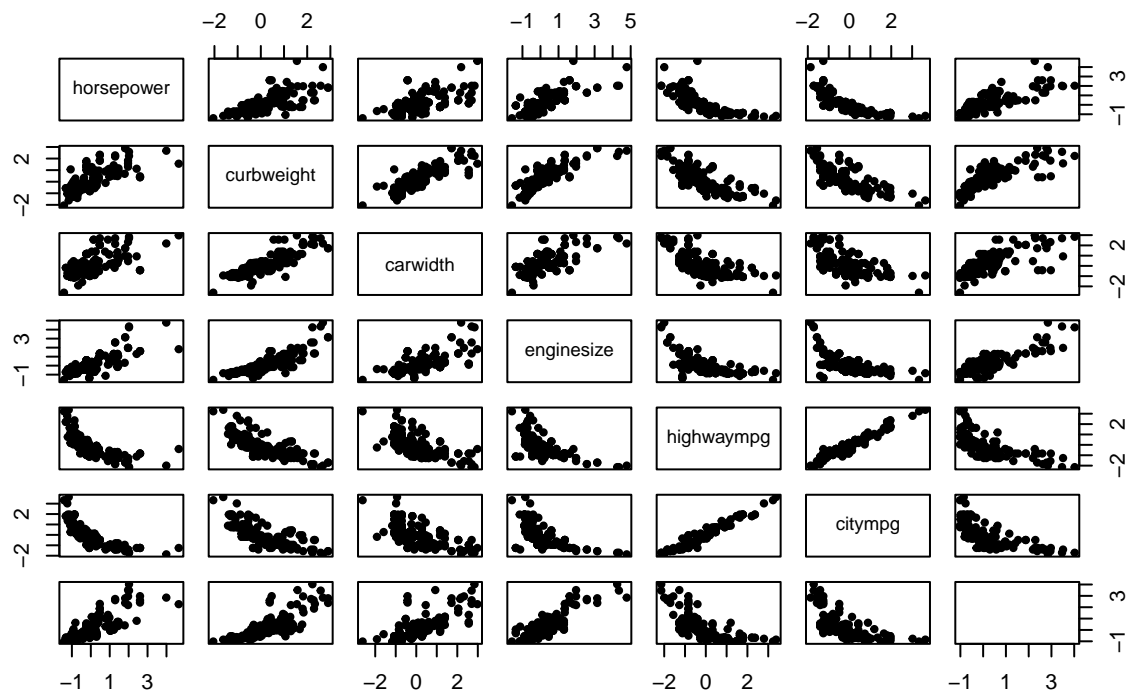 −2 0 2 −1 1 3 5 −2 0 2
horsepower −1 3
−2 2 curbweight
carwidth −2 2
−1 3 enginesize
highwaympg −2 2
−2 2 citympg
−1 3
−1 1 3 −2 0 2 −2 0 2 −1 1 3